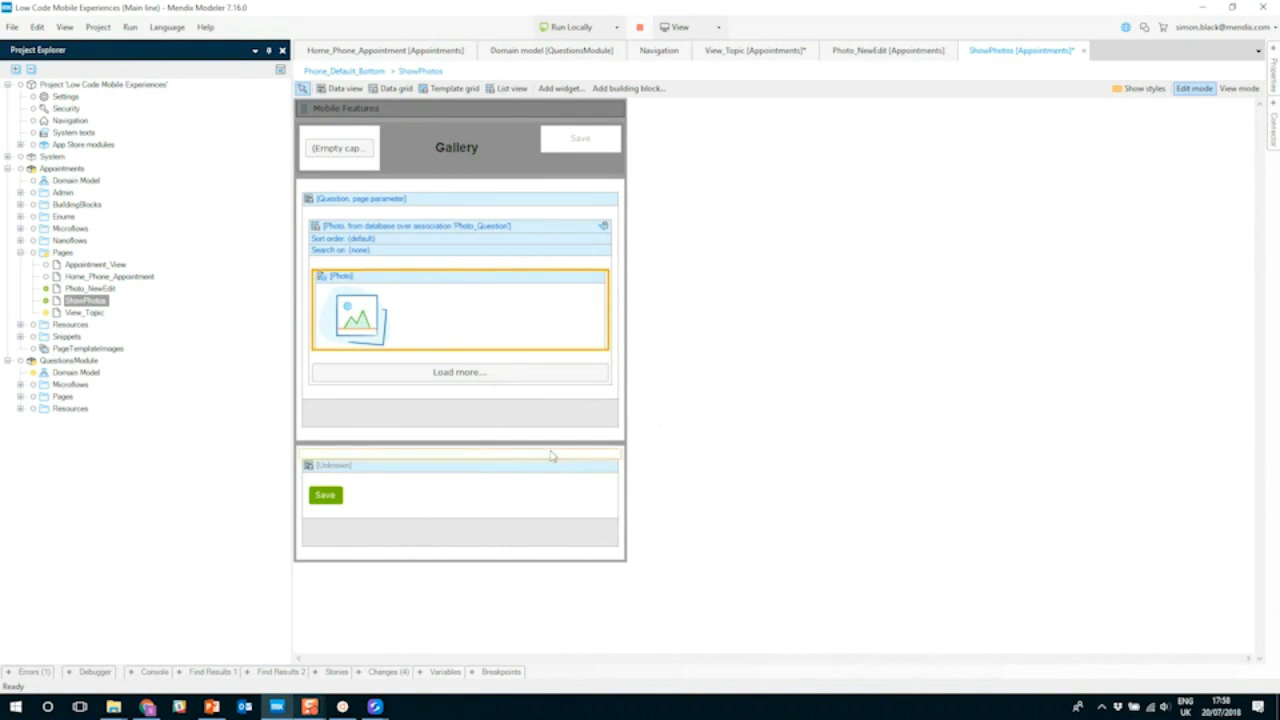 Low Code Mobile Experiences (Main line) - Mendix Modeler 7.16.0
File Edit View Project Run Language Help
Run Locally
View
simon.black@mendix.com
Project Explorer
Home_Phone_Appointment [Appointments]
Domain model [QuestionsModule]
Navigation
View_Topic [Appointments]*
Photo_NewEdit [Appointments]
ShowPhotos [Appointments]*
Properties
Connector
Phone_Default_Bottom > ShowPhotos
Data view Data grid Template grid List view Add widget... Add building block...
Show styles Edit mode View mode
Project 'Low Code Mobile Experiences'
Settings
Security
Navigation
System texts
App Store modules
System
Appointments
Domain Model
Admin
BuildingBlocks
Enums
Microflows
Nanoflows
Pages
Appointment_View
Home_Phone_Appointment
Photo_NewEdit
ShowPhotos
View_Topic
Resources
Snippets
PageTemplateImages
QuestionsModule
Domain Model
Microflows
Pages
Resources
Mobile Features
(Empty cap...
Gallery
Save
[Question, page parameter]
[Photo, from database over association 'Photo_Question']
Sort order: (default)
Search on: (none)
[Photo]
Load more...
[Unknown]
Save
Errors (1) Debugger Console Find Results 1 Find Results 2 Stories Changes (4) Variables Breakpoints
Ready
ENG
UK
17:58
20/07/2018